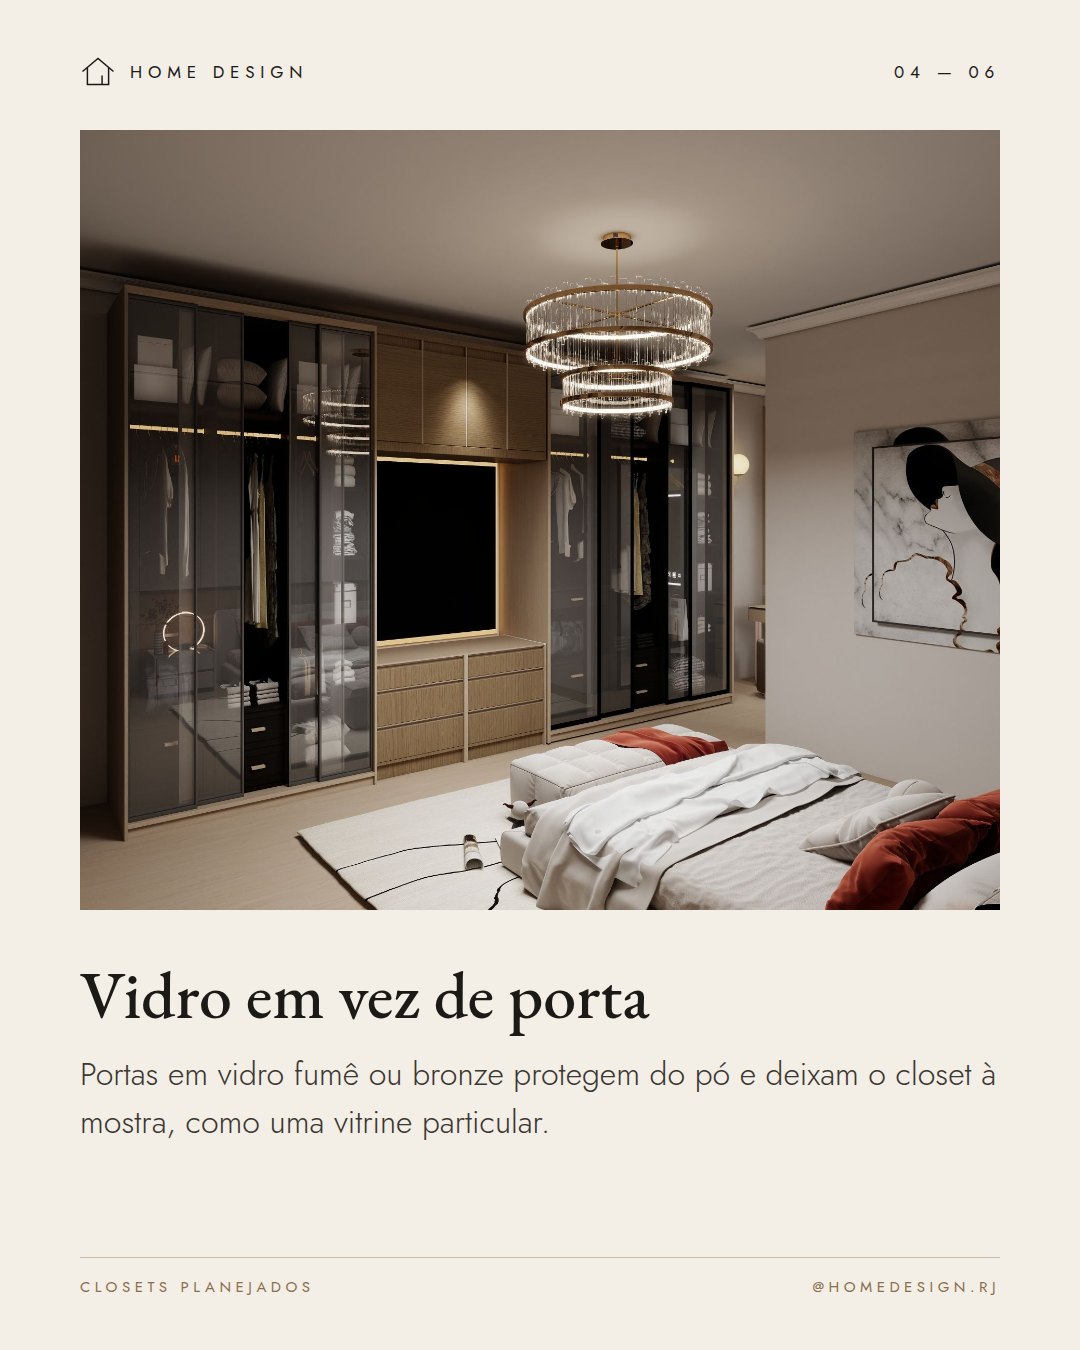 HOME DESIGN
04 — 06
Vidro em vez de porta
Portas em vidro fumê ou bronze protegem do pó e deixam o closet à
mostra, como uma vitrine particular.
CLOSETS PLANEJADOS
@HOMEDESIGN.RJ